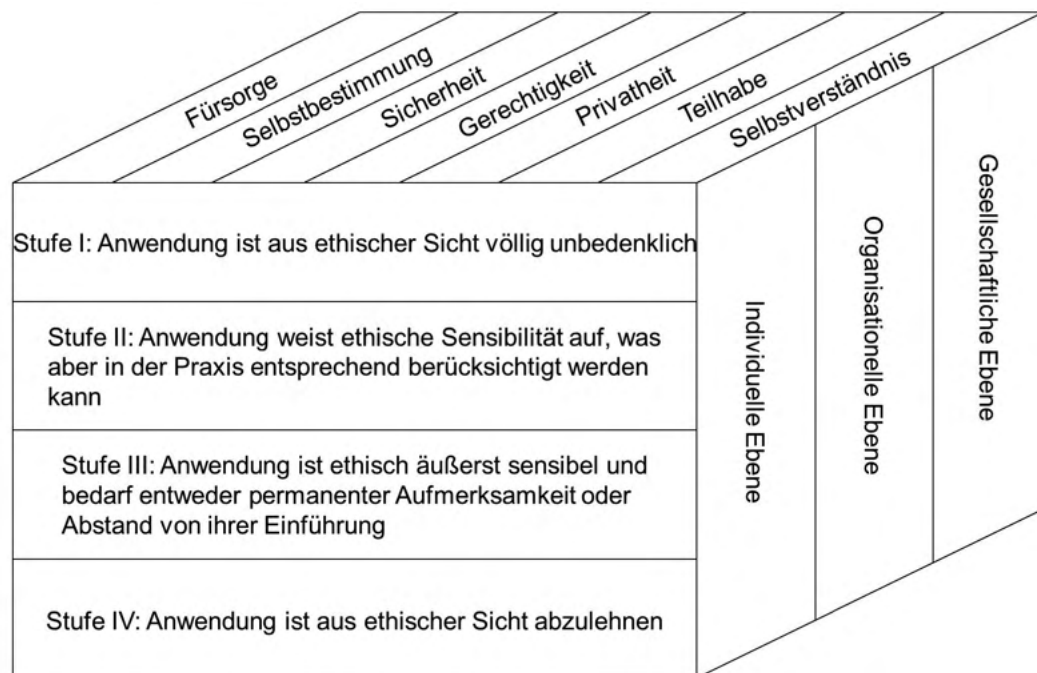 Fürsorge
Selbstbestimmung
Sicherheit
Gerechtigkeit
Privatheit
Teilhabe
Selbstverständnis
Stufe I: Anwendung ist aus ethischer Sicht völlig unbedenklich
Stufe II: Anwendung weist ethische Sensibilität auf, was
aber in der Praxis entsprechend berücksichtigt werden
kann
Stufe III: Anwendung ist ethisch äußerst sensibel und
bedarf entweder permanenter Aufmerksamkeit oder
Abstand von ihrer Einführung
Stufe IV: Anwendung ist aus ethischer Sicht abzulehnen
Individuelle Ebene
Organisationelle Ebene
Gesellschaftliche Ebene